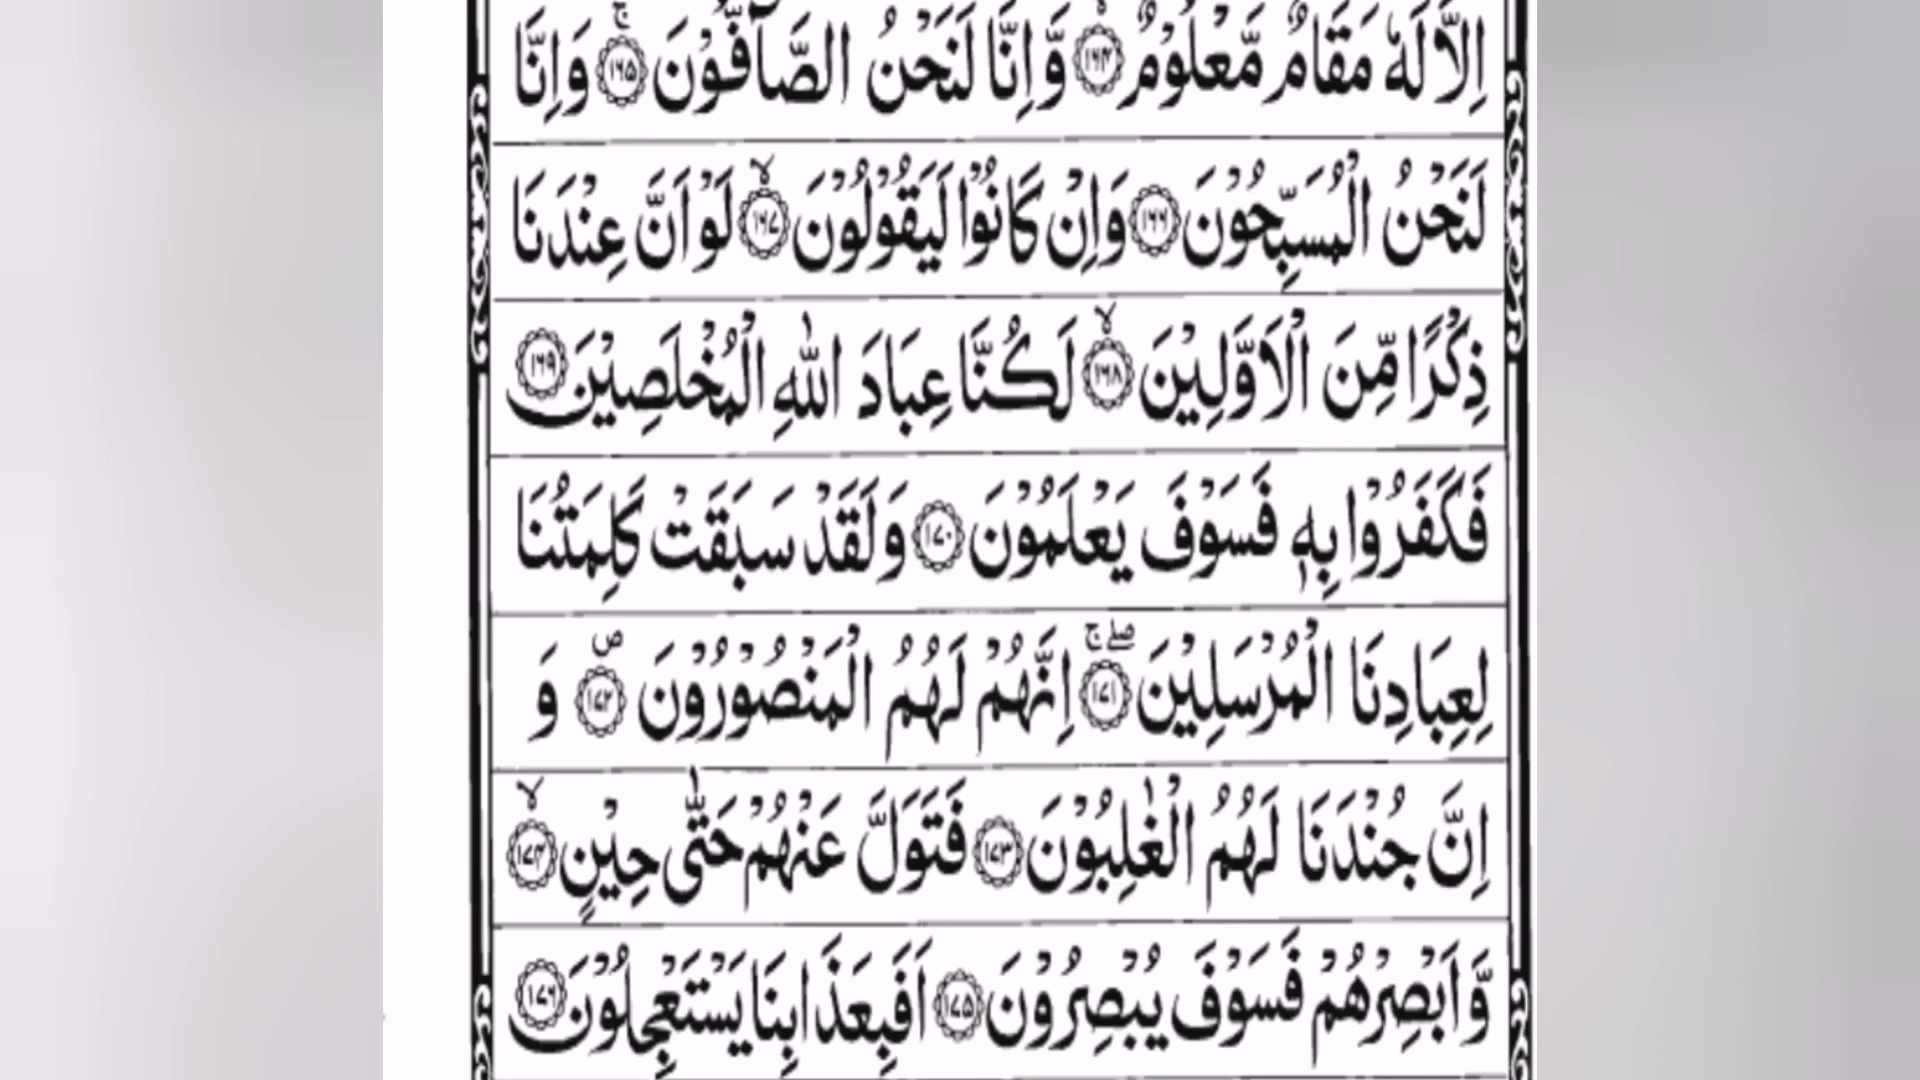 اِلَّا لَهٗ مَقَامٌ مَّعْلُوْمٌ ۙ‏﴿۱۶۴﴾ وَّ اِنَّا لَنَحْنُ الصَّآفُّوْنَ ۚ‏﴿۱۶۵﴾ وَاِنَّا
لَنَحْنُ الْمُسَبِّحُوْنَ ﴿۱۶۶﴾ وَاِنْ كَانُوْا لَيَقُوْلُوْنَ ۙ‏﴿۱۶۷﴾ لَوْ اَنَّ عِنْدَنَا
ذِكْرًا مِّنَ الْاَوَّلِيْنَ ۙ‏﴿۱۶۸﴾ لَكُنَّا عِبَادَ اللّٰهِ الْمُخْلَصِيْنَ ﴿۱۶۹﴾
فَكَفَرُوْا بِهٖ فَسَوْفَ يَعْلَمُوْنَ ﴿۱۷۰﴾ وَلَقَدْ سَبَقَتْ كَلِمَتُنَا
لِعِبَادِنَا الْمُرْسَلِيْنَ ۖۚ‏﴿۱۷۱﴾ اِنَّهُمْ لَهُمُ الْمَنْصُوْرُوْنَ ص ﴿۱۷۲﴾ وَ
اِنَّ جُنْدَنَا لَهُمُ الْغٰلِبُوْنَ ﴿۱۷۳﴾ فَتَوَلَّ عَنْهُمْ حَتّٰى حِيْنٍ ۙ‏﴿۱۷۴﴾
وَّ اَبْصِرْهُمْ فَسَوْفَ يُبْصِرُوْنَ ﴿۱۷۵﴾ اَفَبِعَذَابِنَا يَسْتَعْجِلُوْنَ ﴿۱۷۶﴾